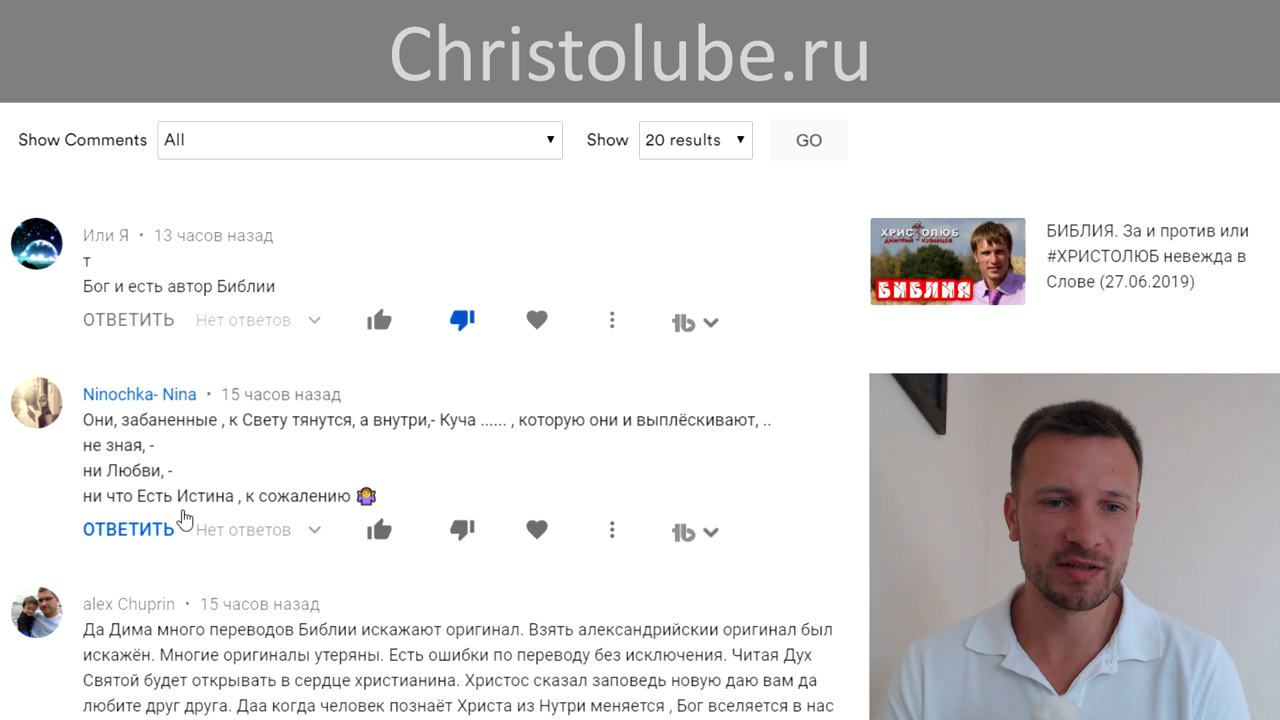 Christolube.ru
Show Comments All Show 20 results GO
Или Я • 13 часов назад
т
Бог и есть автор Библии
ОТВЕТИТЬ Нет ответов
Ninochka- Nina • 15 часов назад
Они, забаненные , к Свету тянутся, а внутри,- Куча ...... , которую они и выплёскивают, ..
не зная, -
ни Любви, -
ни что Есть Истина , к сожалению
ОТВЕТИТЬ Нет ответов
alex Chuprin • 15 часов назад
Да Дима много переводов Библии искажают оригинал. Взять александрийскии оригинал был
искажён. Многие оригиналы утеряны. Есть ошибки по переводу без исключения. Читая Дух
Святой будет открывать в сердце христианина. Христос сказал заповедь новую даю вам да
любите друг друга. Даа когда человек познаёт Христа из Нутри меняется , Бог вселяется в нас
ХРИСТОЛЮБ
ДМИТРИЙ КУЗНЕЦОВ
БИБЛИЯ
БИБЛИЯ. За и против или
#ХРИСТОЛЮБ невежда в
Слове (27.06.2019)